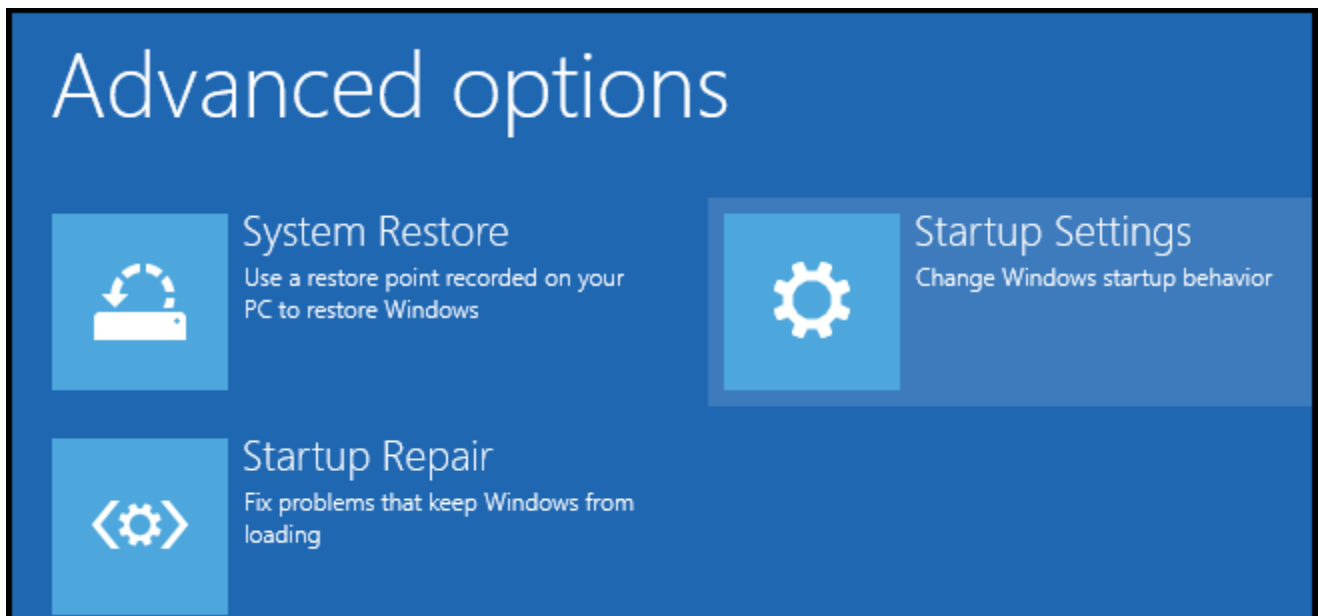 Advanced options
System Restore
Use a restore point recorded on your
PC to restore Windows
Startup Settings
Change Windows startup behavior
Startup Repair
Fix problems that keep Windows from
loading